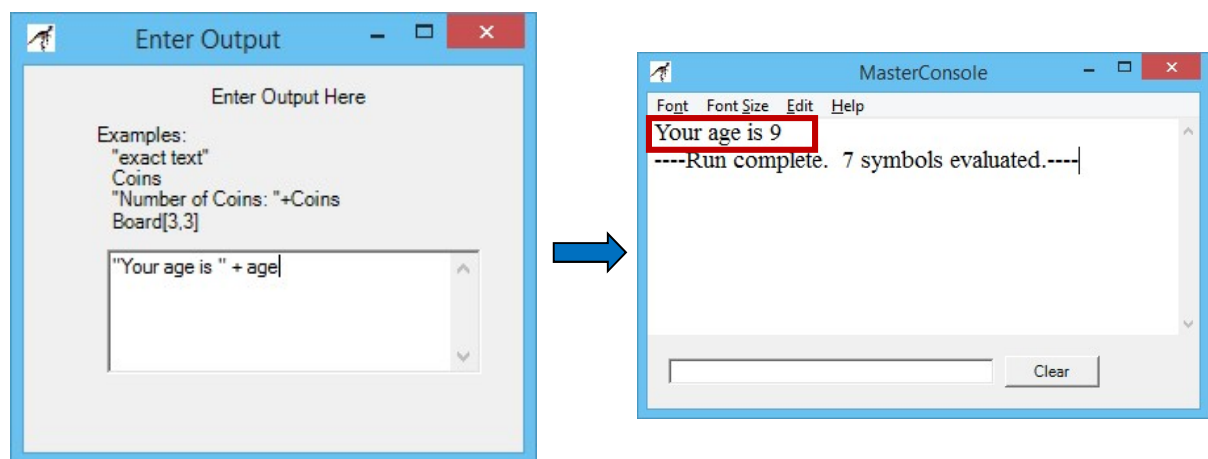 Enter Output
Enter Output Here
Examples:
"exact text"
Coins
"Number of Coins: "+Coins
Board[3,3]
"Your age is " + age
MasterConsole
Font Font Size Edit Help
Your age is 9
----Run complete. 7 symbols evaluated.----
Clear